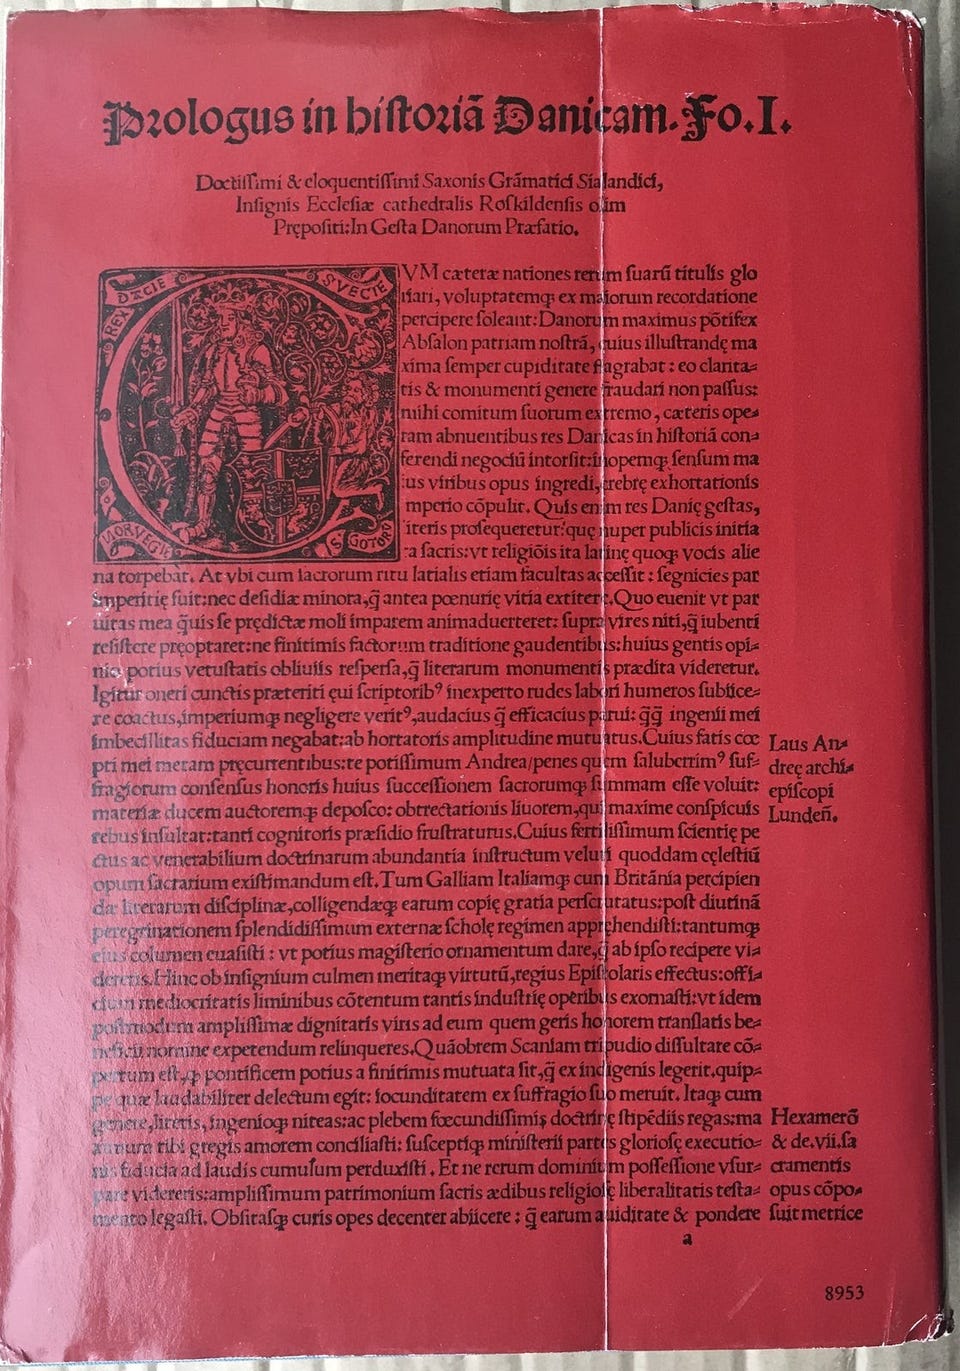 Prologus in historiā Danicam. Fo. I.
Doctissimi & eloquentissimi Saxonis Grāmatici Sialandici,
Insignis Ecclesiæ cathedralis Roskildensis olim
Prępositi: In Gesta Danorum Præfatio.
REX DACIE SVECIE NORVEGIE S GOTORŪ
CVM cæteræ nationes rerum suarū titulis glo
riari, voluptatemq; ex maiorum recordatione
percipere soleant: Danorum maximus pōtifex
Absalon patriam nostrā, cuius illustrandę ma
xima semper cupiditate flagrabat: eo clarita⸗
tis & monumenti genere fraudari non passus:
mihi comitum suorum extremo, cæteris ope⸗
ram abnuentibus res Danicas in historiā con⸗
ferendi negociū intorsit: inopemq; sensum ma
ius viribus opus ingredi, crebrę exhortationis
imperio cōpulit. Quis enim res Danię gestas,
literis prosequeretur: quę nuper publicis initia
ta sacris: vt religiōis ita latinę quoq; vocis alie
na torpebat. At vbi cum sacrorum ritu latialis etiam facultas accessit: segnicies par
imperitię fuit: nec desidiæ minora, q̄ antea pœnurię vitia extitere. Quo euenit vt par
uitas mea q̄uis se prędictæ moli imparem animaduerteret: supra vires niti, q̄ iubenti
resistere pręoptaret: ne finitimis factorum traditione gaudentibus: huius gentis opi⸗
nio potius vetustatis obliuiis respersa, q̄ literarum monumentis prædita videretur.
Igitur oneri cunctis præteriti ęui scriptoribꝰ inexperto rudes labori humeros subiice⸗
re coactus, imperiumq; negligere veritꝰ, audacius q̄ efficacius parui: q̄q̄ ingenii mei
imbecillitas fiduciam negabat: ab hortatoris amplitudine mutuatus. Cuius fatis cœ
pti mei metam pręcurrentibus: te potissimum Andrea / penes quem saluberrimꝰ suf⸗
fragiorum consensus honoris huius successionem sacrorumq; summam esse voluit:
materiæ ducem auctoremq; deposco: obtrectationis liuorem, qui maxime conspicuis
rebus insultat: tanti cognitoris præsidio frustraturus. Cuius fertilissimum scientię pe
ctus ac venerabilium doctrinarum abundantia instructum veluti quoddam cęlestiū
opum sacrarium existimandum est. Tum Galliam Italiamq; cum Britānia percipien
dæ literarum disciplinæ, colligendæq; earum copię gratia perscrutatus: post diutinā
peregrinationem splendidissimum externæ scholę regimen apprehendisti: tantumq;
eius columen euasisti: vt potius magisterio ornamentum dare, q̄ ab ipso recipere vi⸗
dereris. Hinc ob insignium culmen meritaq; virtutū, regius Epistolaris effectus: offi⸗
cium mediocritatis liminibus cōtentum tantis industrię operibus exornasti: vt idem
postmodum amplissimæ dignitatis viris ad eum quem geris honorem translatis be⸗
neficii nomine expetendum relinqueres. Quāobrem Scaniam tripudio dissultare cō⸗
pertum est, q; pontificem potius a finitimis mutuata sit, q̄ ex indigenis legerit. quip⸗
pe quæ laudabiliter delectum egit: iocunditatem ex suffragio suo meruit. Itaq; cum
genere, literis, ingenioq; niteas: ac plebem fœcundissimis doctrinę stipēdiis regas: ma
ximum tibi gregis amorem conciliasti: susceptiq; ministerii partes gloriosę executio⸗
nis fiducia ad laudis cumulum perduxisti. Et ne rerum dominium possessione vsur⸗
pare videreris: amplissimum patrimonium sacris ædibus religiosę liberalitatis testa⸗
mento legasti. Obsitasq; curis opes decenter abiicere: q̄ earum auiditate & pondere
Laus An⸗
dreę archi⸗
episcopi
Lundeñ.
Hexamerō
& de. vii. sa
cramentis
opus cōpo⸗
suit metrice
a
8953